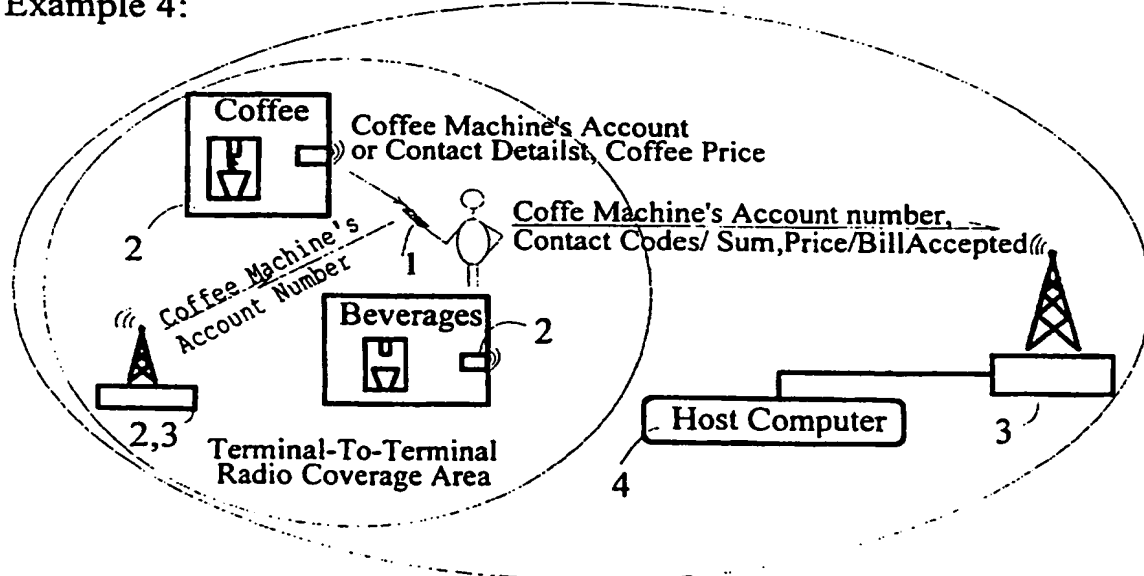 Example 4:
Coffee
Coffee Machine's Account
or Contact Detailst, Coffee Price
2
1
Coffe Machine's Account number,
Contact Codes/ Sum,Price/BillAccepted
Coffee Machine's
Account Number
Beverages
2
2,3
Terminal-To-Terminal
Radio Coverage Area
Host Computer
4
3